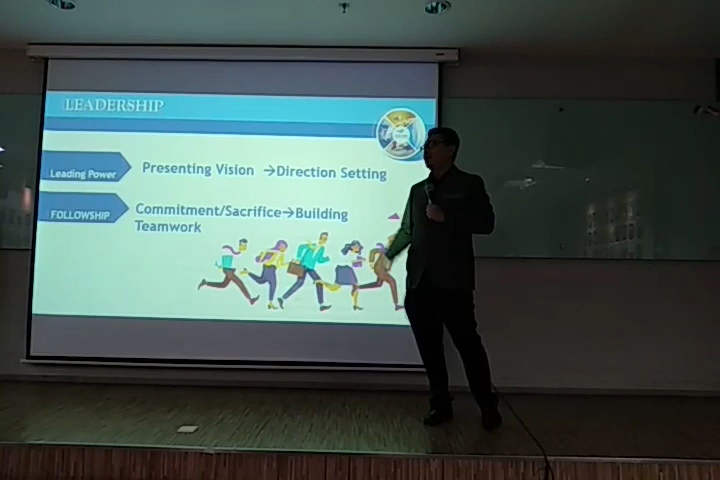 LEADERSHIP
Leading Power
Presenting Vision →Direction Setting
FOLLOWSHIP
Commitment/Sacrifice→Building
Teamwork